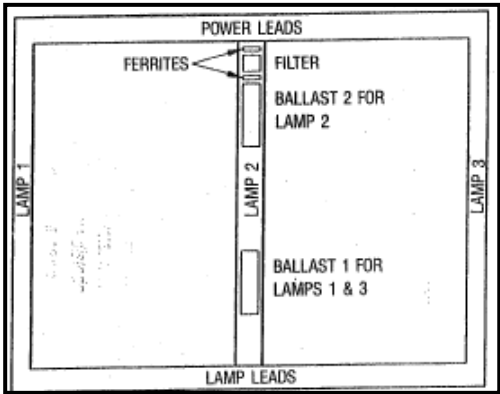 POWER LEADS
FERRITES
FILTER
BALLAST 2 FOR
LAMP 2
LAMP 1
LAMP 2
LAMP 3
BALLAST 1 FOR
LAMPS 1 & 3
LAMP LEADS